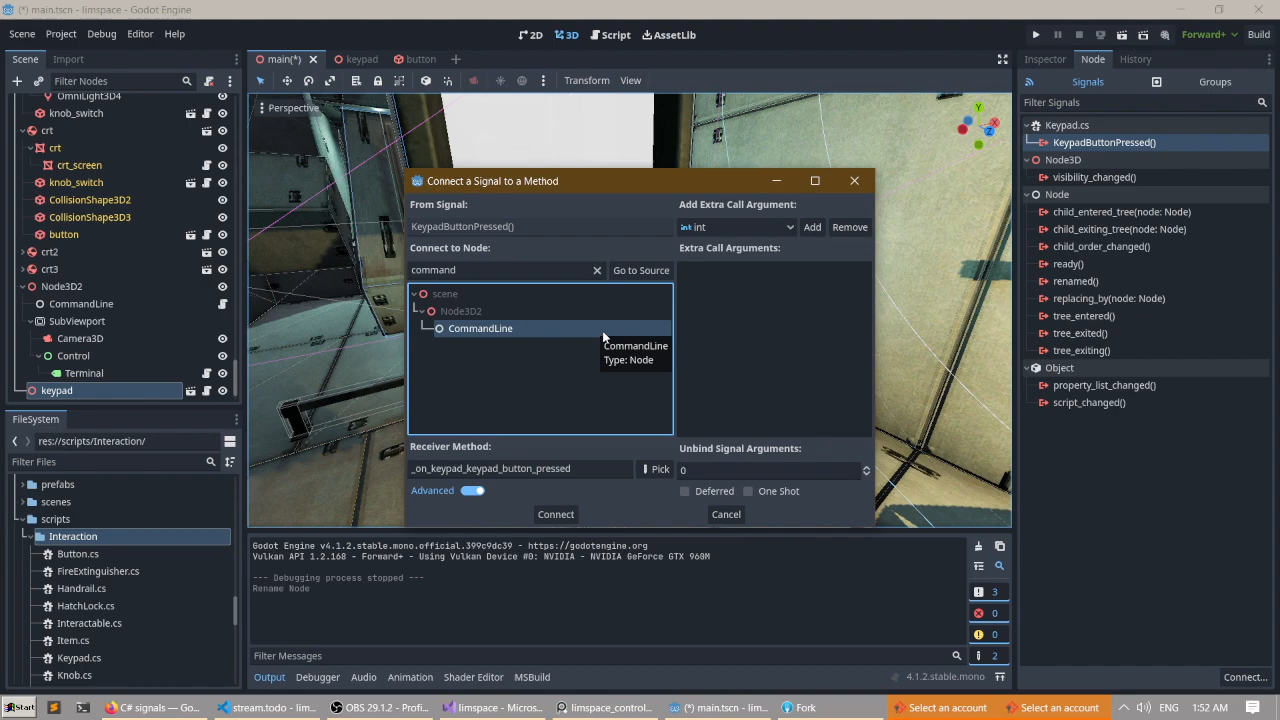 (*) main.tscn - limspace - Godot Engine
Scene Project Debug Editor Help
2D 3D Script AssetLib
Forward+ Build
Scene Import
main(*) keypad button
Inspector Node History
Filter Nodes
Transform View
Signals Groups
Perspective
Y X Z
Filter Signals
OmniLight3D4
knob_switch
crt
crt
crt_screen
knob_switch
CollisionShape3D2
CollisionShape3D3
button
crt2
crt3
Node3D2
CommandLine
SubViewport
Camera3D
Control
Terminal
keypad
FileSystem
res://scripts/Interaction/
Filter Files
prefabs
scenes
scripts
Interaction
Button.cs
FireExtinguisher.cs
Handrail.cs
HatchLock.cs
Interactable.cs
Item.cs
Keypad.cs
Knob.cs
Connect a Signal to a Method
From Signal:
KeypadButtonPressed()
Connect to Node:
command
Go to Source
scene
Node3D2
CommandLine
CommandLine
Type: Node
Receiver Method:
_on_keypad_keypad_button_pressed
Pick
Advanced
Add Extra Call Argument:
int Add Remove
Extra Call Arguments:
Unbind Signal Arguments:
0
Deferred One Shot
Connect Cancel
Keypad.cs
KeypadButtonPressed()
Node3D
visibility_changed()
Node
child_entered_tree(node: Node)
child_exiting_tree(node: Node)
child_order_changed()
ready()
renamed()
replacing_by(node: Node)
tree_entered()
tree_exited()
tree_exiting()
Object
property_list_changed()
script_changed()
Connect...
Godot Engine v4.1.2.stable.mono.official.399c9dc39 - https://godotengine.org
Vulkan API 1.2.168 - Forward+ - Using Vulkan Device #0: NVIDIA - NVIDIA GeForce GTX 960M
--- Debugging process stopped ---
Rename Node
3
0
0
2
Filter Messages
Output Debugger Audio Animation Shader Editor MSBuild
4.1.2.stable.mono
Start
C# signals — Go...
stream.todo - lim...
OBS 29.1.2 - Profi...
limspace - Micros...
limspace_control...
(*) main.tscn - lim...
Fork
Select an account
Select an account
ENG
1:52 AM